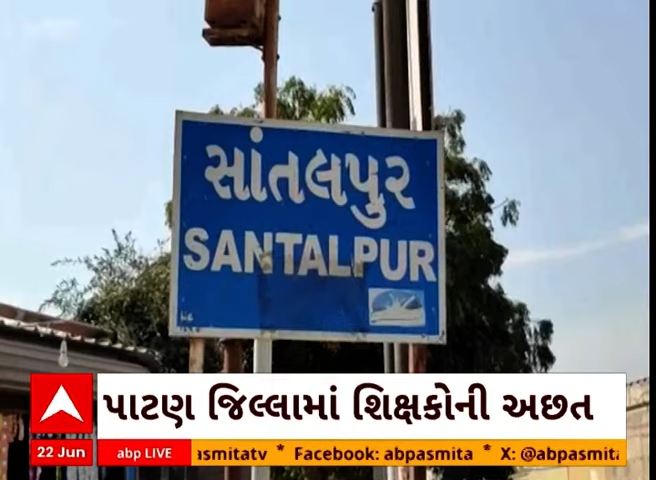 સાંતલપુર
SANTALPUR
પાટણ જિલ્લામાં શિક્ષકોની અછત
22 Jun
abp LIVE
asmitatv * Facebook: abpasmita * X: @abpasmita